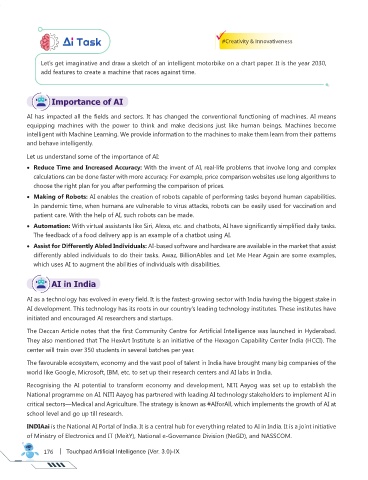 Ai Task
#Creativity & Innovativeness
Let's get imaginative and draw a sketch of an intelligent motorbike on a chart paper. It is the year 2030,
add features to create a machine that races against time.
Importance of AI
AI has impacted all the fields and sectors. It has changed the conventional functioning of machines. AI means
equipping machines with the power to think and make decisions just like human beings. Machines become
intelligent with Machine Learning. We provide information to the machines to make them learn from their patterns
and behave intelligently.
Let us understand some of the importance of AI:
• Reduce Time and Increased Accuracy: With the invent of AI, real-life problems that involve long and complex
calculations can be done faster with more accuracy. For example, price comparison websites use long algorithms to
choose the right plan for you after performing the comparison of prices.
• Making of Robots: AI enables the creation of robots capable of performing tasks beyond human capabilities.
In pandemic time, when humans are vulnerable to virus attacks, robots can be easily used for vaccination and
patient care. With the help of AI, such robots can be made.
• Automation: With virtual assistants like Siri, Alexa, etc. and chatbots, AI have significantly simplified daily tasks.
The feedback of a food delivery app is an example of a chatbot using AI.
• Assist for Differently Abled Individuals: AI-based software and hardware are available in the market that assist
differently abled individuals to do their tasks. Awaz, BillionAbles and Let Me Hear Again are some examples,
which uses AI to augment the abilities of individuals with disabilities.
AI in India
AI as a technology has evolved in every field. It is the fastest-growing sector with India having the biggest stake in
AI development. This technology has its roots in our country's leading technology institutes. These institutes have
initiated and encouraged AI researchers and startups.
The Deccan Article notes that the first Community Centre for Artificial Intelligence was launched in Hyderabad.
They also mentioned that The HexArt Institute is an initiative of the Hexagon Capability Center India (HCCI). The
center will train over 350 students in several batches per year.
The favourable ecosystem, economy and the vast pool of talent in India have brought many big companies of the
world like Google, Microsoft, IBM, etc. to set up their research centers and AI labs in India.
Recognising the AI potential to transform economy and development, NITI Aayog was set up to establish the
National programme on AI. NITI Aayog has partnered with leading AI technology stakeholders to implement AI in
critical sectors—Medical and Agriculture. The strategy is known as #AIforAll, which implements the growth of AI at
school level and go up till research.
INDIAai is the National AI Portal of India. It is a central hub for everything related to AI in India. It is a joint initiative
of Ministry of Electronics and IT (MeitY), National e-Governance Division (NeGD), and NASSCOM.
176 | Touchpad Artificial Intelligence (Ver. 3.0)-IX